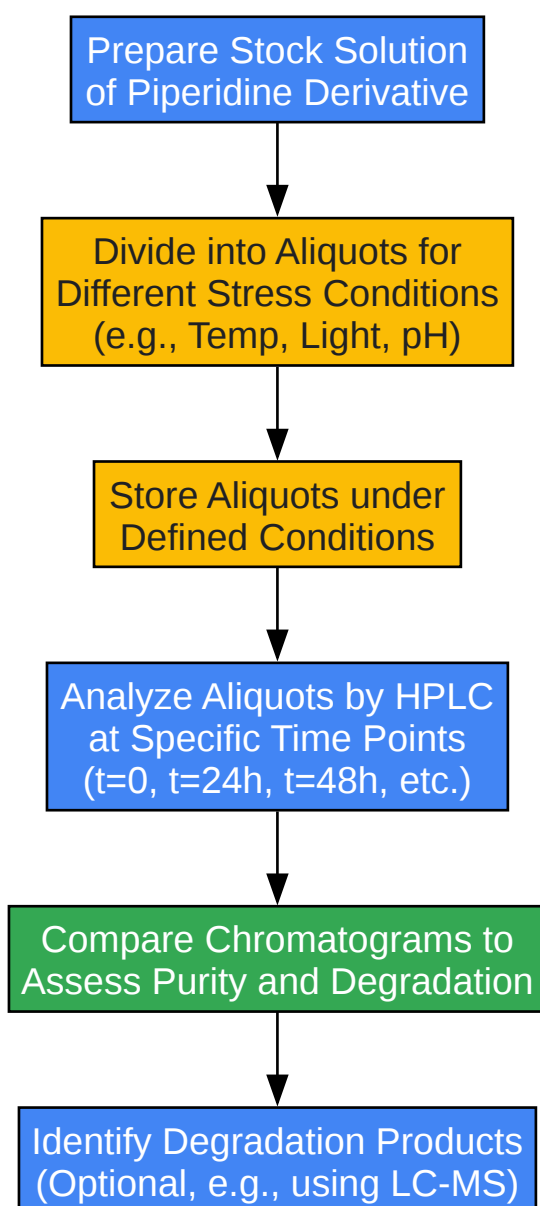 Prepare Stock Solution
of Piperidine Derivative
Divide into Aliquots for
Different Stress Conditions
(e.g., Temp, Light, pH)
Store Aliquots under
Defined Conditions
Analyze Aliquots by HPLC
at Specific Time Points
(t=0, t=24h, t=48h, etc.)
Compare Chromatograms to
Assess Purity and Degradation
Identify Degradation Products
(Optional, e.g., using LC-MS)